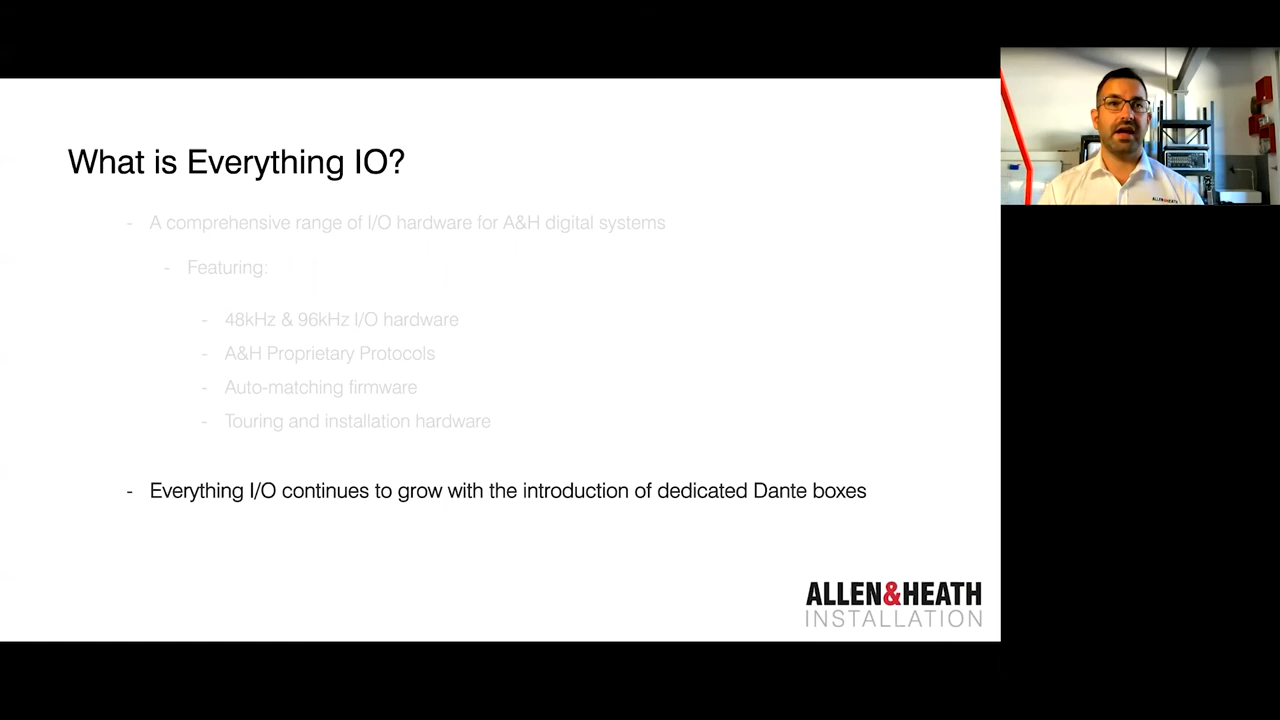 What is Everything IO?
- A comprehensive range of I/O hardware for A&H digital systems
- Featuring:
- 48kHz & 96kHz I/O hardware
- A&H Proprietary Protocols
- Auto-matching firmware
- Touring and installation hardware
- Everything I/O continues to grow with the introduction of dedicated Dante boxes
ALLEN&HEATH
INSTALLATION
ALLEN&HEATH